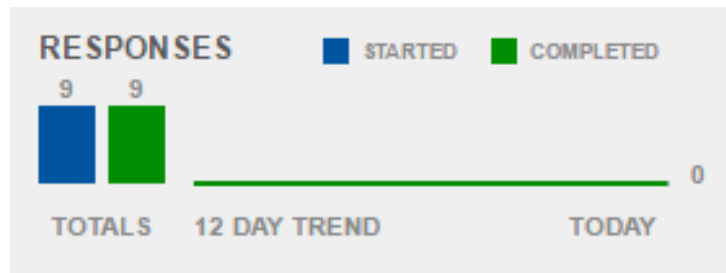 RESPONSES STARTED COMPLETED
9 9
0
TOTALS 12 DAY TREND TODAY